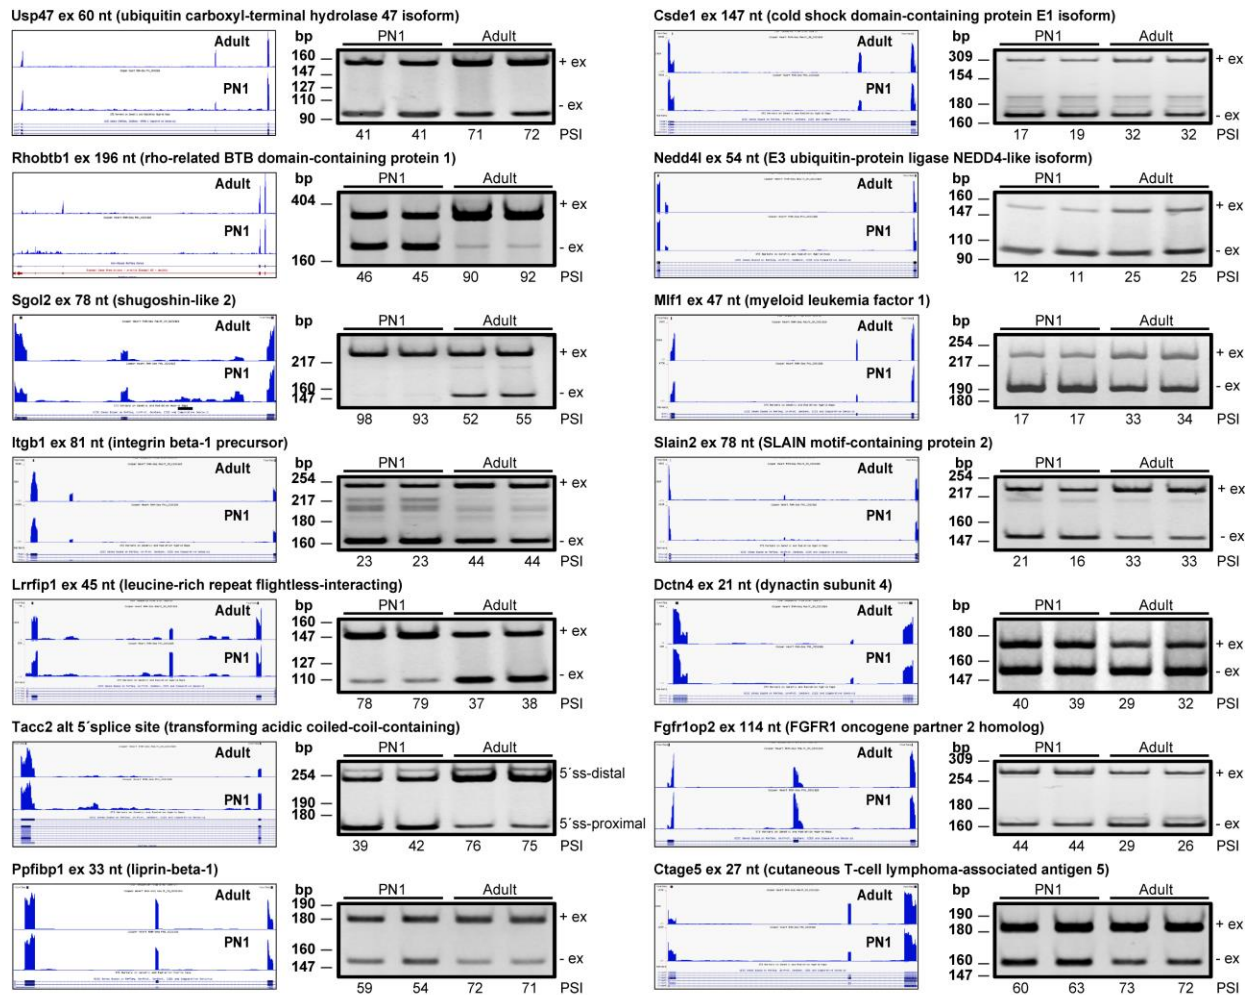 Usp47 ex 60 nt (ubiquitin carboxyl-terminal hydrolase 47 isoform)
Adult
PN1
bp PN1 Adult
160
147
127
110
90
+ ex
- ex
41 41 71 72 PSI
Rhobtb1 ex 196 nt (rho-related BTB domain-containing protein 1)
Adult
PN1
bp PN1 Adult
404
160
+ ex
- ex
46 45 90 92 PSI
Sgol2 ex 78 nt (shugoshin-like 2)
Adult
PN1
bp PN1 Adult
217
160
147
+ ex
- ex
98 93 52 55 PSI
Itgb1 ex 81 nt (integrin beta-1 precursor)
Adult
PN1
bp PN1 Adult
254
217
180
160
+ ex
- ex
23 23 44 44 PSI
Lrrfip1 ex 45 nt (leucine-rich repeat flightless-interacting)
Adult
PN1
bp PN1 Adult
160
147
127
110
+ ex
- ex
78 79 37 38 PSI
Tacc2 alt 5´splice site (transforming acidic coiled-coil-containing)
Adult
PN1
bp PN1 Adult
254
190
180
5´ss-distal
5´ss-proximal
39 42 76 75 PSI
Ppfibp1 ex 33 nt (liprin-beta-1)
Adult
PN1
bp PN1 Adult
190
180
160
147
+ ex
- ex
59 54 72 71 PSI
Csde1 ex 147 nt (cold shock domain-containing protein E1 isoform)
Adult
PN1
bp PN1 Adult
309
154
180
160
+ ex
- ex
17 19 32 32 PSI
Nedd4l ex 54 nt (E3 ubiquitin-protein ligase NEDD4-like isoform)
Adult
PN1
bp PN1 Adult
160
147
110
90
+ ex
- ex
12 11 25 25 PSI
Mlf1 ex 47 nt (myeloid leukemia factor 1)
Adult
PN1
bp PN1 Adult
254
217
190
180
+ ex
- ex
17 17 33 34 PSI
Slain2 ex 78 nt (SLAIN motif-containing protein 2)
Adult
PN1
bp PN1 Adult
254
217
160
147
+ ex
- ex
21 16 33 33 PSI
Dctn4 ex 21 nt (dynactin subunit 4)
Adult
PN1
bp PN1 Adult
180
160
147
+ ex
- ex
40 39 29 32 PSI
Fgfr1op2 ex 114 nt (FGFR1 oncogene partner 2 homolog)
Adult
PN1
bp PN1 Adult
309
254
180
160
+ ex
- ex
44 44 29 26 PSI
Ctage5 ex 27 nt (cutaneous T-cell lymphoma-associated antigen 5)
Adult
PN1
bp PN1 Adult
190
180
160
147
+ ex
- ex
60 63 73 72 PSI